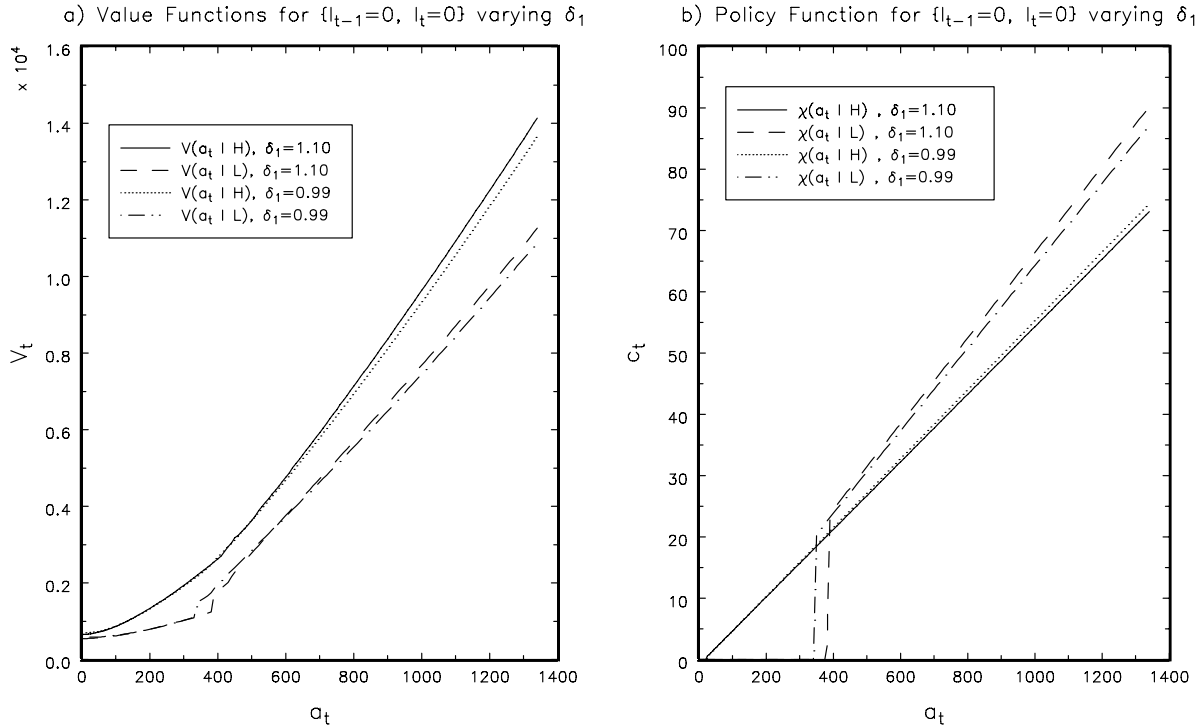 a) Value Functions for {I_{t-1}=0, I_t=0} varying δ_1
x 10^4
1.6
1.4
1.2
1.0
0.8
0.6
0.4
0.2
0.0
V_t
V(a_t I H), δ_1=1.10
V(a_t I L), δ_1=1.10
V(a_t I H), δ_1=0.99
V(a_t I L), δ_1=0.99
0 200 400 600 800 1000 1200 1400
a_t
b) Policy Function for {I_{t-1}=0, I_t=0} varying δ_1
100
90
80
70
60
50
40
30
20
10
0
c_t
χ(a_t I H) , δ_1=1.10
χ(a_t I L) , δ_1=1.10
χ(a_t I H) , δ_1=0.99
χ(a_t I L) , δ_1=0.99
0 200 400 600 800 1000 1200 1400
a_t